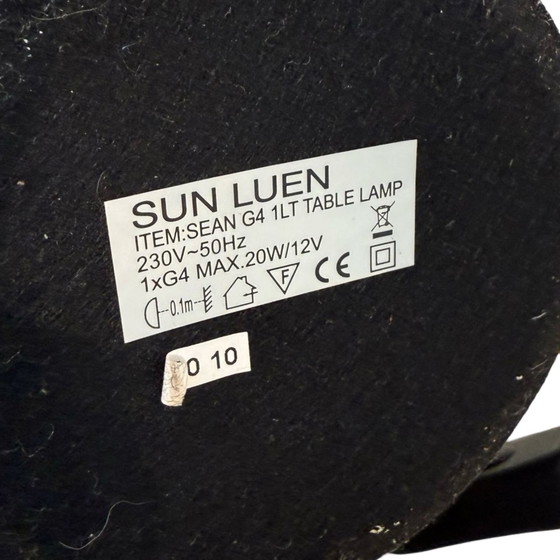 SUN LUEN
ITEM:SEAN G4 1LT TABLE LAMP
230V~50Hz
1xG4 MAX.20W/12V
0.1m
F
CE
0 10